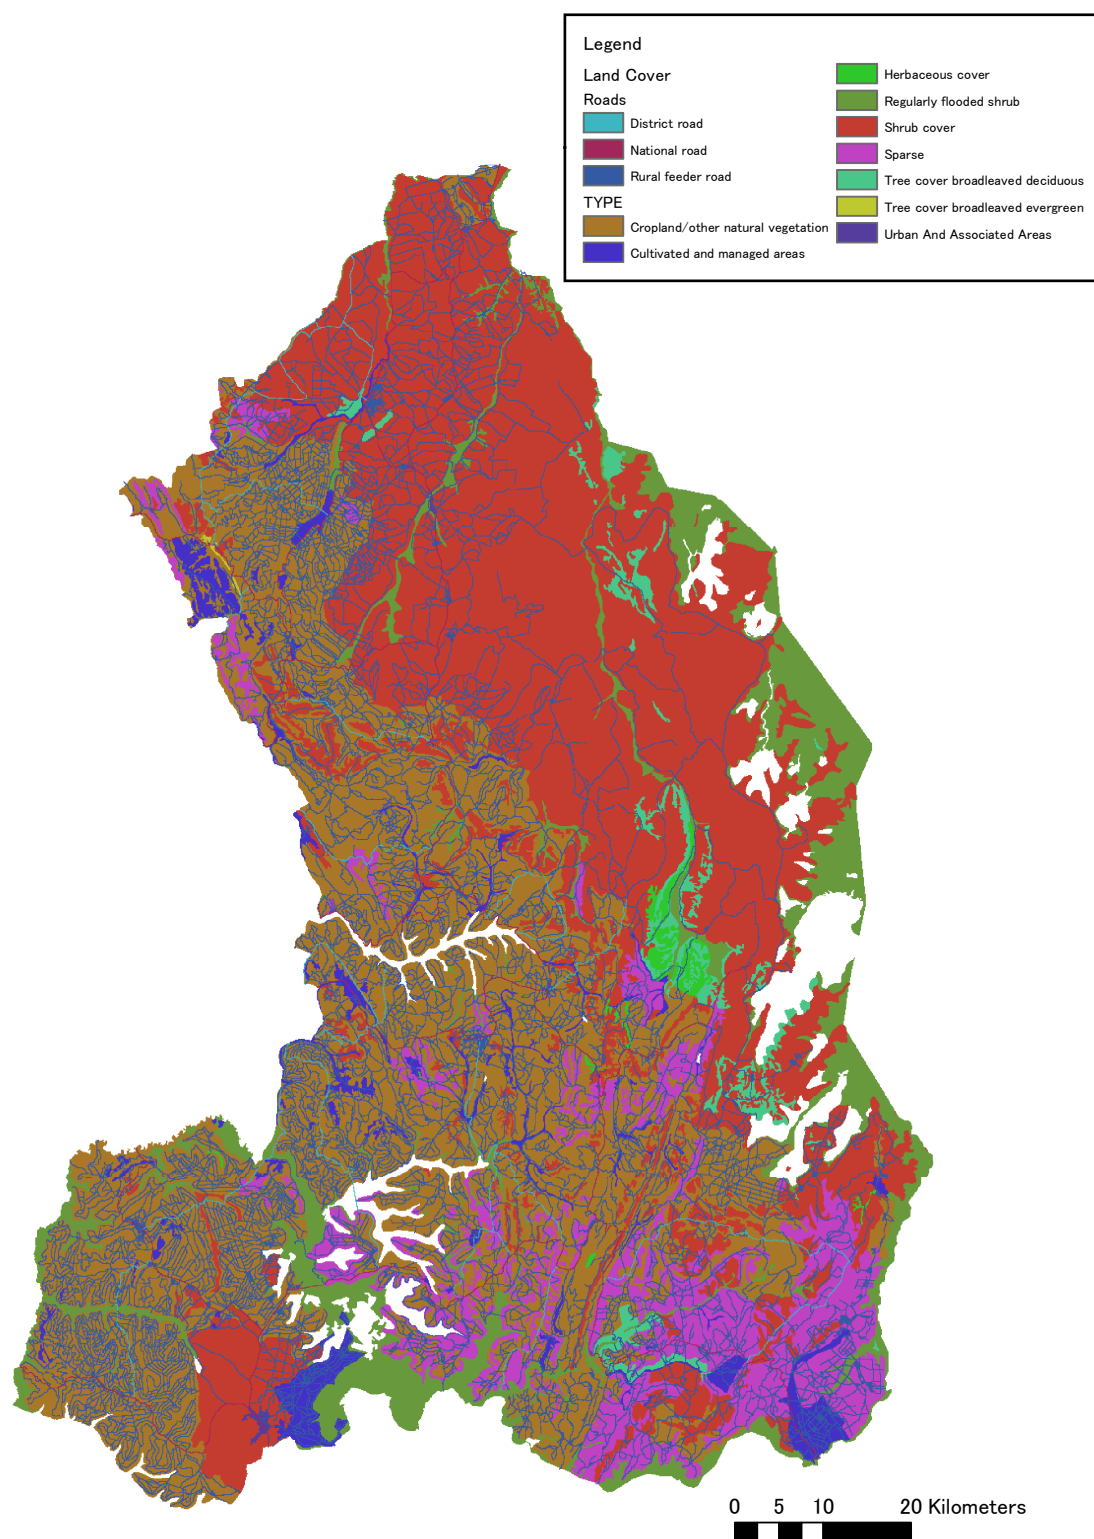 Legend
Land Cover
Roads
District road
National road
Rural feeder road
TYPE
Cropland/other natural vegetation
Cultivated and managed areas
Herbaceous cover
Regularly flooded shrub
Shrub cover
Sparse
Tree cover broadleaved deciduous
Tree cover broadleaved evergreen
Urban And Associated Areas
0 5 10 20 Kilometers